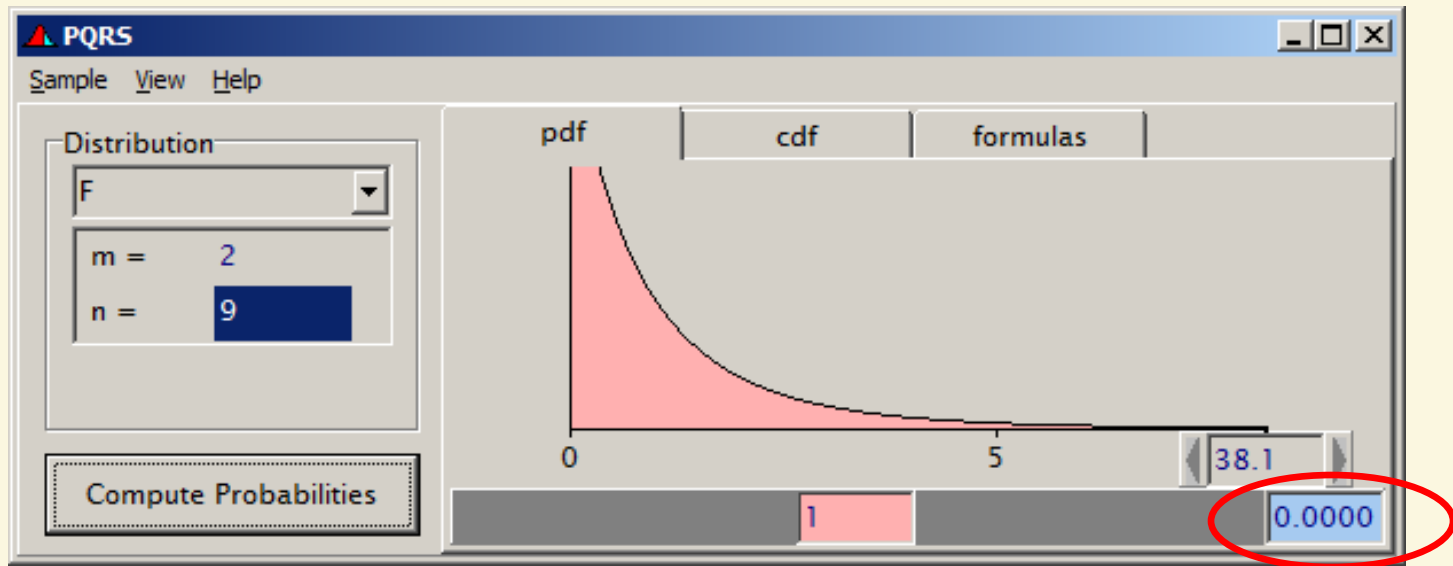 PQRS
Sample View Help
Distribution
F
m = 2
n = 9
Compute Probabilities
pdf cdf formulas
0 5
38.1
1 0.0000